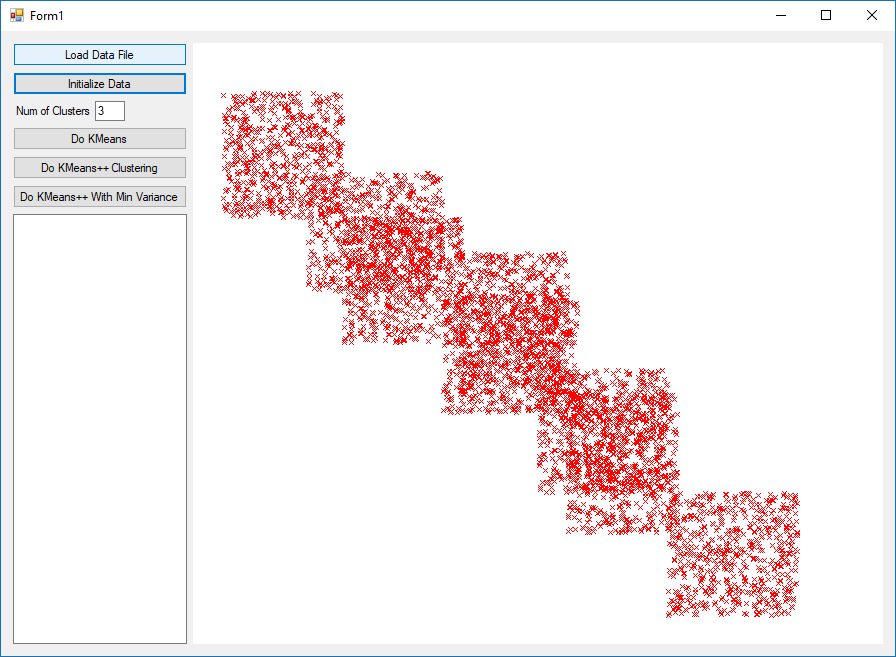 Form1
Load Data File
Initialize Data
Num of Clusters 3
Do KMeans
Do KMeans++ Clustering
Do KMeans++ With Min Variance